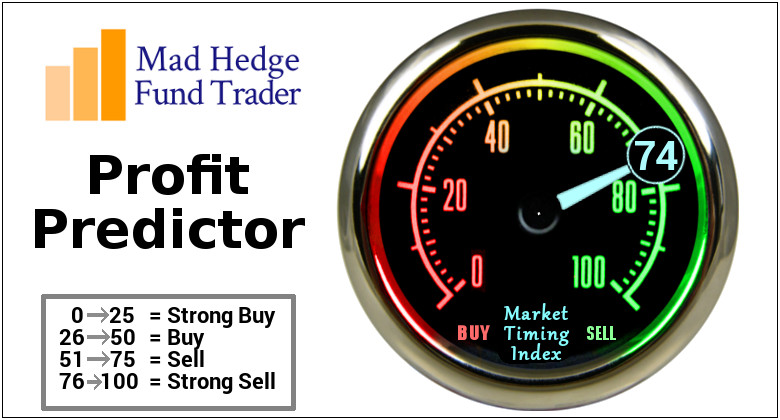 Mad Hedge
Fund Trader
Profit
Predictor
0→25 = Strong Buy
26→50 = Buy
51→75 = Sell
76→100 = Strong Sell
40
60
74
20
80
0
100
BUY
Market
Timing
Index
SELL